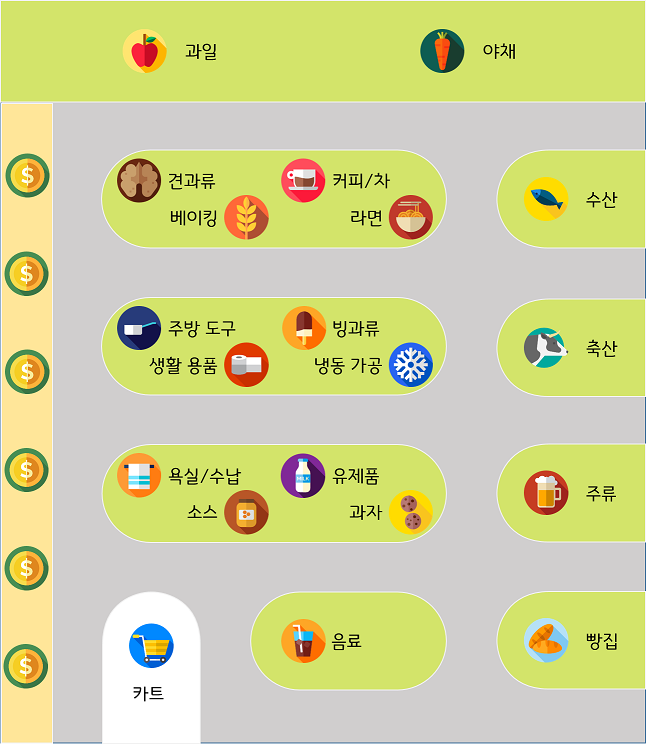 과일
야채
견과류
커피/차
베이킹
라면
수산
주방 도구
빙과류
생활 용품
냉동 가공
축산
욕실/수납
유제품
MILK
소스
과자
주류
음료
빵집
카트
$
$
$
$
$
$